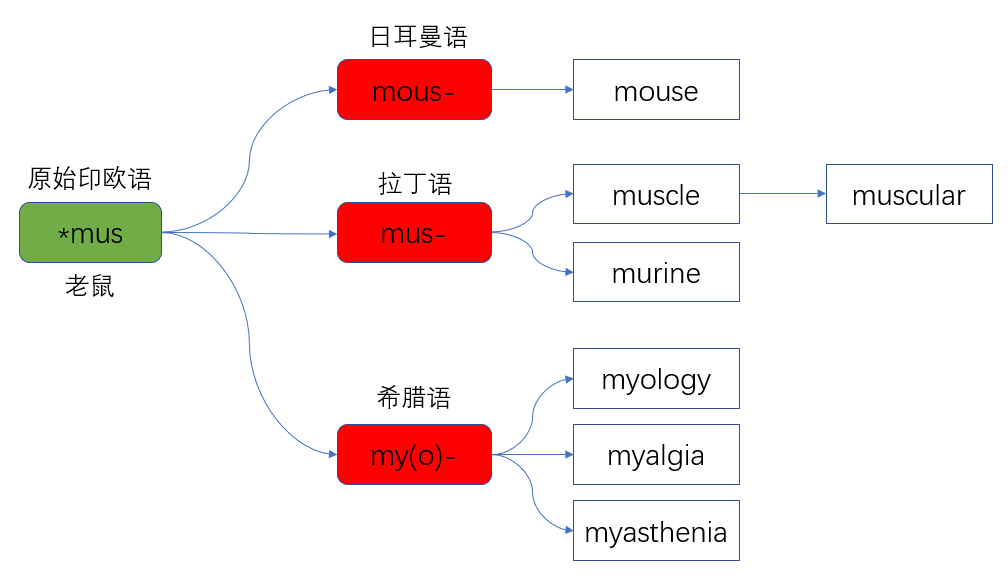 日耳曼语
mous-
mouse
原始印欧语
*mus
老鼠
拉丁语
mus-
muscle
muscular
murine
希腊语
my(o)-
myology
myalgia
myasthenia